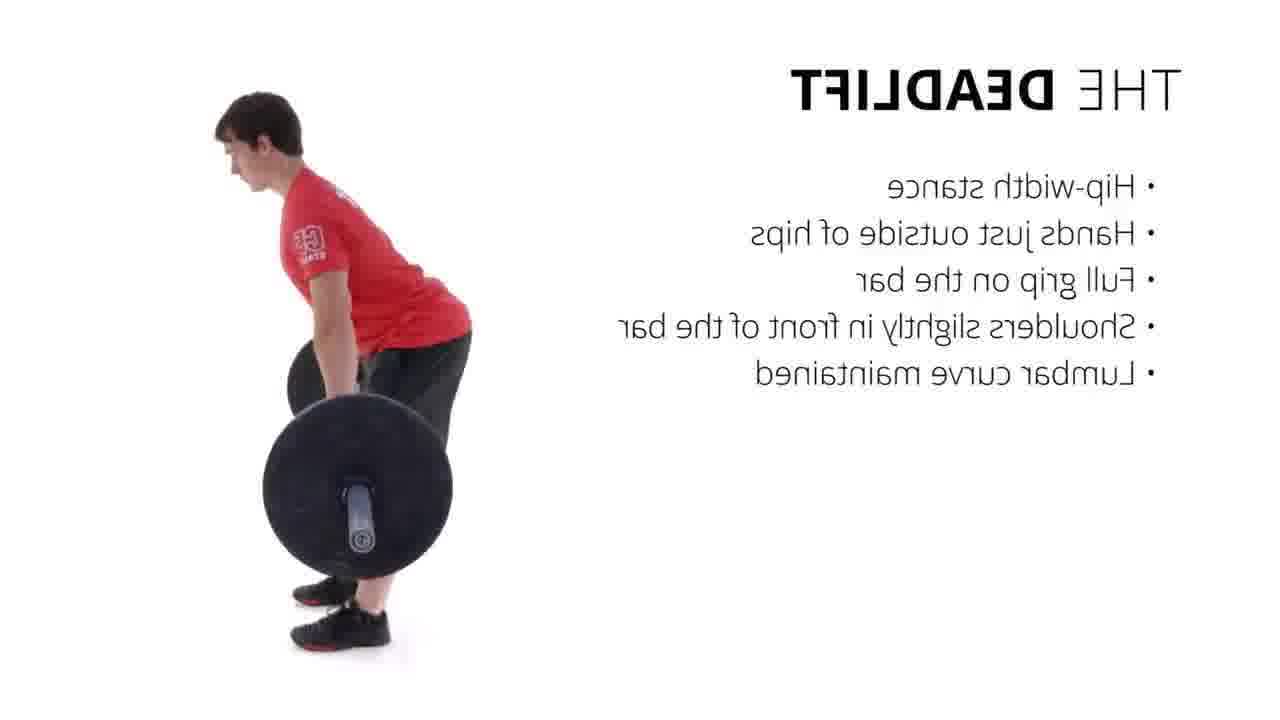 THE DEADLIFT
• Hip-width stance
• Hands just outside of hips
• Full grip on the bar
• Shoulders slightly in front of the bar
• Lumbar curve maintained